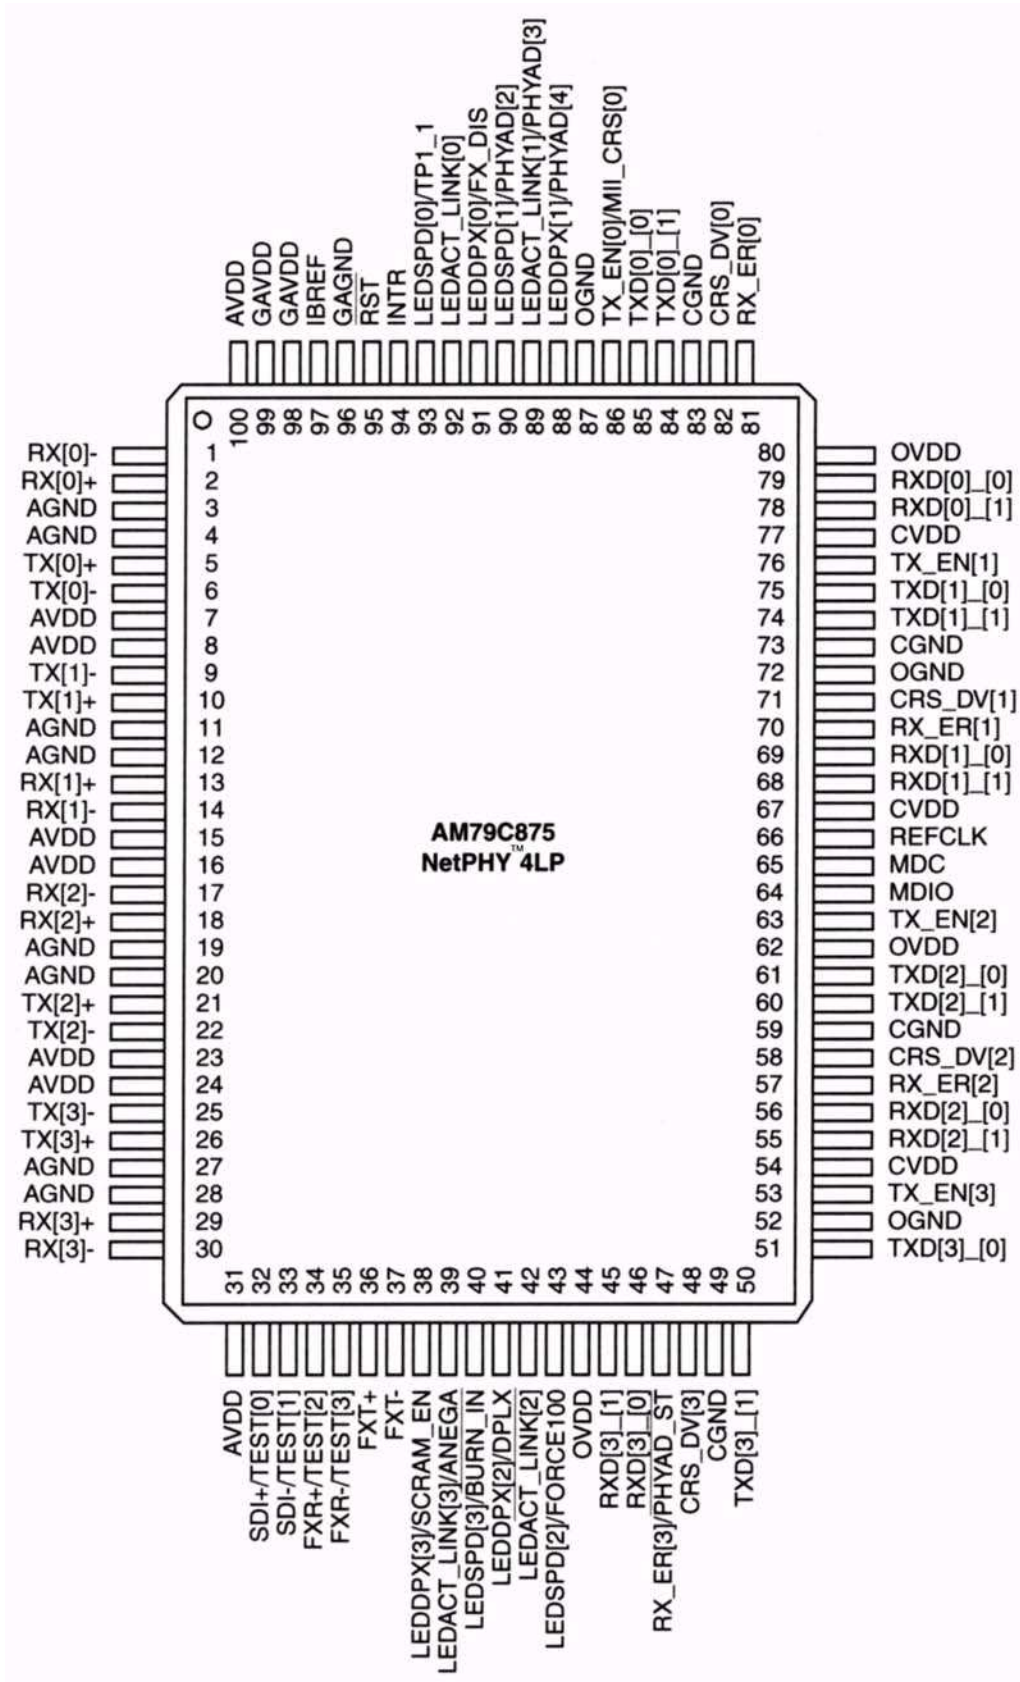 AVDD
GAVDD
GAVDD
IBREF
GAGND
RST
INTR
LEDSPD[0]/TP1_1
LEDACT_LINK[0]
LEDDPX[0]/FX_DIS
LEDSPD[1]/PHYAD[2]
LEDACT_LINK[1]/PHYAD[3]
LEDDPX[1]/PHYAD[4]
OGND
TX_EN[0]/MII_CRS[0]
TXD[0]_[0]
TXD[0]_[1]
CGND
CRS_DV[0]
RX_ER[0]
100
99
98
97
96
95
94
93
92
91
90
89
88
87
86
85
84
83
82
81
RX[0]- 1
RX[0]+ 2
AGND 3
AGND 4
TX[0]+ 5
TX[0]- 6
AVDD 7
AVDD 8
TX[1]- 9
TX[1]+ 10
AGND 11
AGND 12
RX[1]+ 13
RX[1]- 14
AVDD 15
AVDD 16
RX[2]- 17
RX[2]+ 18
AGND 19
AGND 20
TX[2]+ 21
TX[2]- 22
AVDD 23
AVDD 24
TX[3]- 25
TX[3]+ 26
AGND 27
AGND 28
RX[3]+ 29
RX[3]- 30
AM79C875
NetPHY™ 4LP
80 OVDD
79 RXD[0]_[0]
78 RXD[0]_[1]
77 CVDD
76 TX_EN[1]
75 TXD[1]_[0]
74 TXD[1]_[1]
73 CGND
72 OGND
71 CRS_DV[1]
70 RX_ER[1]
69 RXD[1]_[0]
68 RXD[1]_[1]
67 CVDD
66 REFCLK
65 MDC
64 MDIO
63 TX_EN[2]
62 OVDD
61 TXD[2]_[0]
60 TXD[2]_[1]
59 CGND
58 CRS_DV[2]
57 RX_ER[2]
56 RXD[2]_[0]
55 RXD[2]_[1]
54 CVDD
53 TX_EN[3]
52 OGND
51 TXD[3]_[0]
31
32
33
34
35
36
37
38
39
40
41
42
43
44
45
46
47
48
49
50
AVDD
SDI+/TEST[0]
SDI-/TEST[1]
FXR+/TEST[2]
FXR-/TEST[3]
FXT+
FXT-
LEDDPX[3]/SCRAM_EN
LEDACT_LINK[3]/ANEGA
LEDSPD[3]/BURN_IN
LEDDPX[2]/DPLX
LEDACT_LINK[2]
LEDSPD[2]/FORCE100
OVDD
RXD[3]_[1]
RXD[3]_[0]
RX_ER[3]/PHYAD_ST
CRS_DV[3]
CGND
TXD[3]_[1]